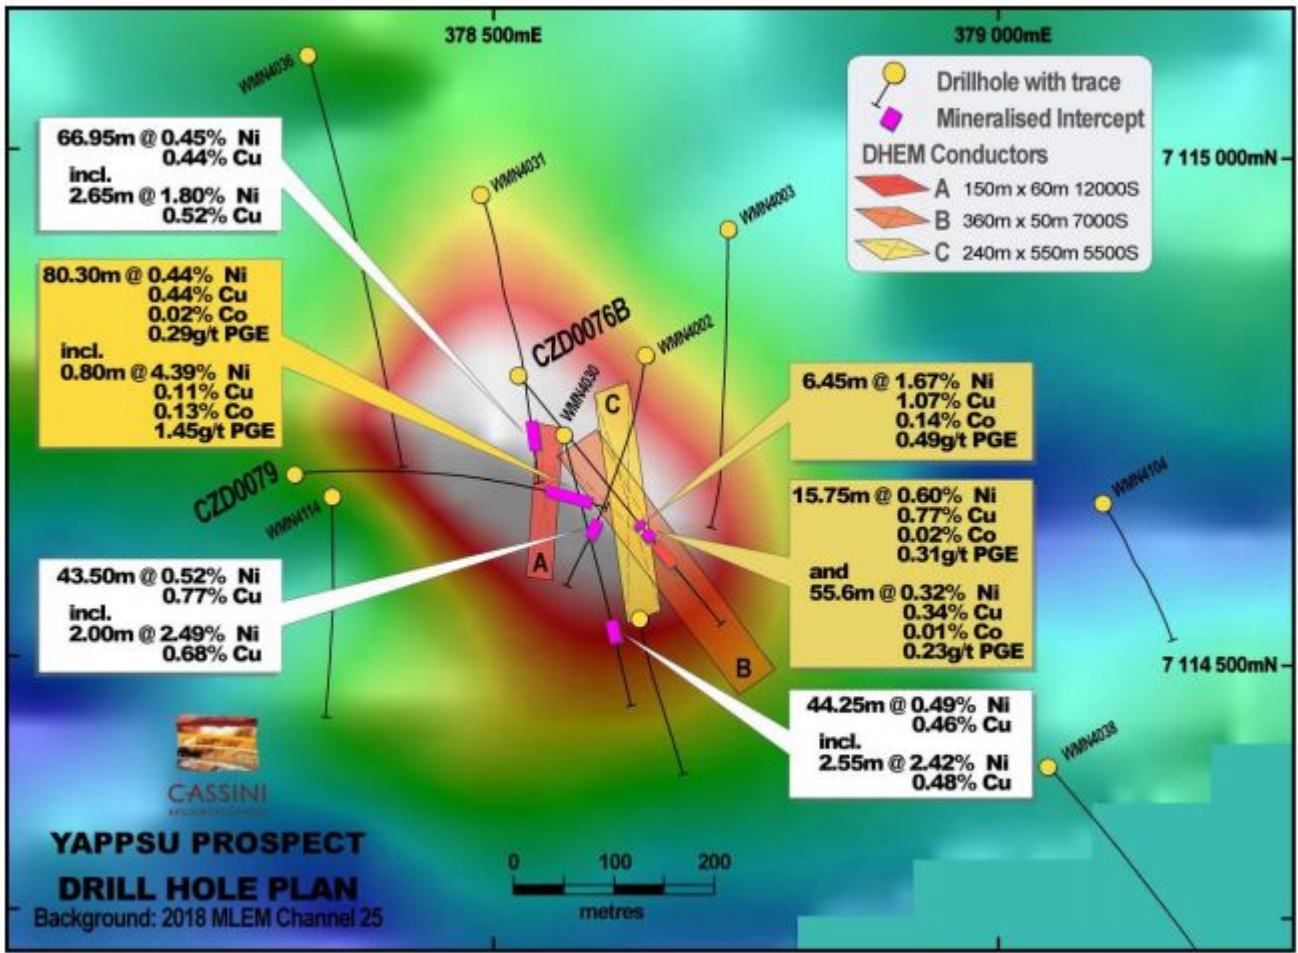 378 500mE
379 000mE
WMN4036
WMN4031
WMN4003
Drillhole with trace
Mineralised Intercept
DHEM Conductors
A 150m x 60m 12000S
B 360m x 50m 7000S
C 240m x 550m 5500S
7 115 000mN
66.95m @ 0.45% Ni
0.44% Cu
incl.
2.65m @ 1.80% Ni
0.52% Cu
80.30m @ 0.44% Ni
0.44% Cu
0.02% Co
0.29g/t PGE
incl.
0.80m @ 4.39% Ni
0.11% Cu
0.13% Co
1.45g/t PGE
CZD0076B
WMN4002
WMN4030
C
6.45m @ 1.67% Ni
1.07% Cu
0.14% Co
0.49g/t PGE
CZD0079
WMN4114
WMN4104
15.75m @ 0.60% Ni
0.77% Cu
0.02% Co
0.31g/t PGE
and
55.6m @ 0.32% Ni
0.34% Cu
0.01% Co
0.23g/t PGE
A
43.50m @ 0.52% Ni
0.77% Cu
incl.
2.00m @ 2.49% Ni
0.68% Cu
B
7 114 500mN
44.25m @ 0.49% Ni
0.46% Cu
incl.
2.55m @ 2.42% Ni
0.48% Cu
WMN4038
CASSINI
YAPPSU PROSPECT
DRILL HOLE PLAN
Background: 2018 MLEM Channel 25
0 100 200
metres